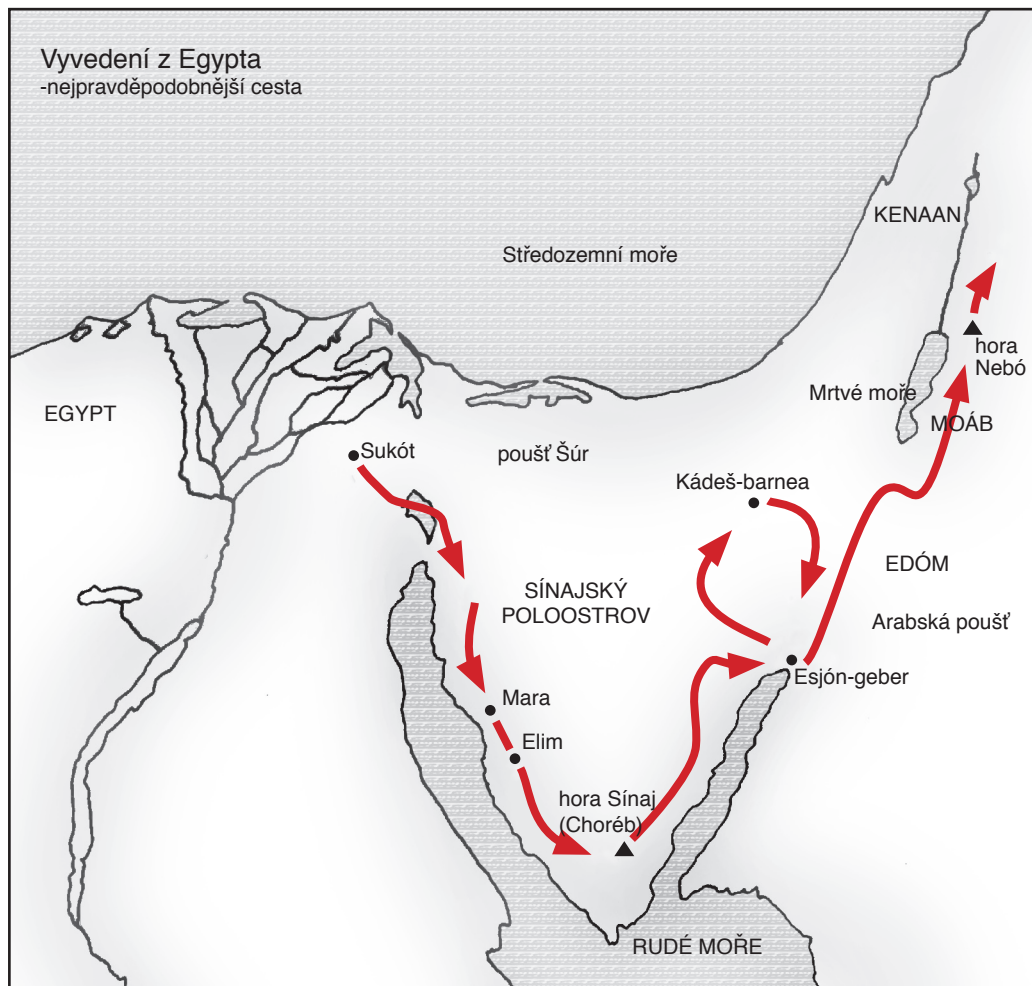 Vyvedení z Egypta
-nejpravděpodobnější cesta
KENAAN
Středozemní moře
hora
Nebó
Mrtvé moře
MOÁB
EGYPT
Sukót
poušť Šúr
Kádeš-barnea
EDÓM
SÍNAJSKÝ
POLOOSTROV
Arabská poušť
Esjón-geber
Mara
Elim
hora Sínaj
(Choréb)
RUDÉ MOŘE